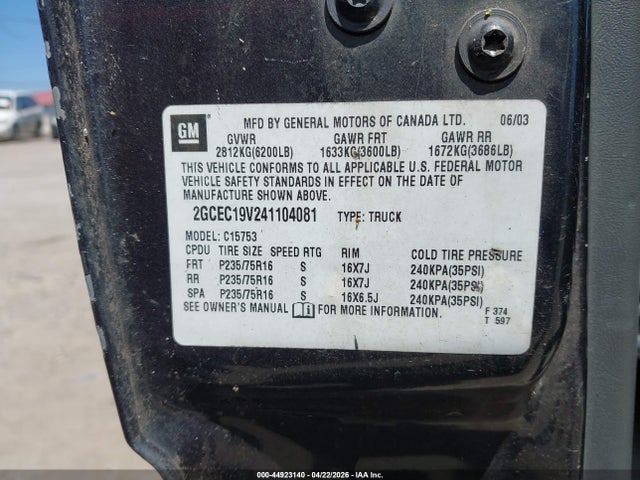 GM
MFD BY GENERAL MOTORS OF CANADA LTD. 06/03
GVWR GAWR FRT GAWR RR
2812KG(6200LB) 1633KG(3600LB) 1672KG(3686LB)
THIS VEHICLE CONFORMS TO ALL APPLICABLE U.S. FEDERAL MOTOR
VEHICLE SAFETY STANDARDS IN EFFECT ON THE DATE OF
MANUFACTURE SHOWN ABOVE.
2GCEC19V241104081 TYPE: TRUCK
MODEL: C15753
CPDU TIRE SIZE SPEED RTG RIM COLD TIRE PRESSURE
FRT P235/75R16 S 16X7J 240KPA(35PSI)
RR P235/75R16 S 16X7J 240KPA(35PSI)
SPA P235/75R16 S 16X6.5J 240KPA(35PSI)
SEE OWNER'S MANUAL FOR MORE INFORMATION.
F 374
T 597
000-44923140 - 04/22/2026 - IAA, Inc.